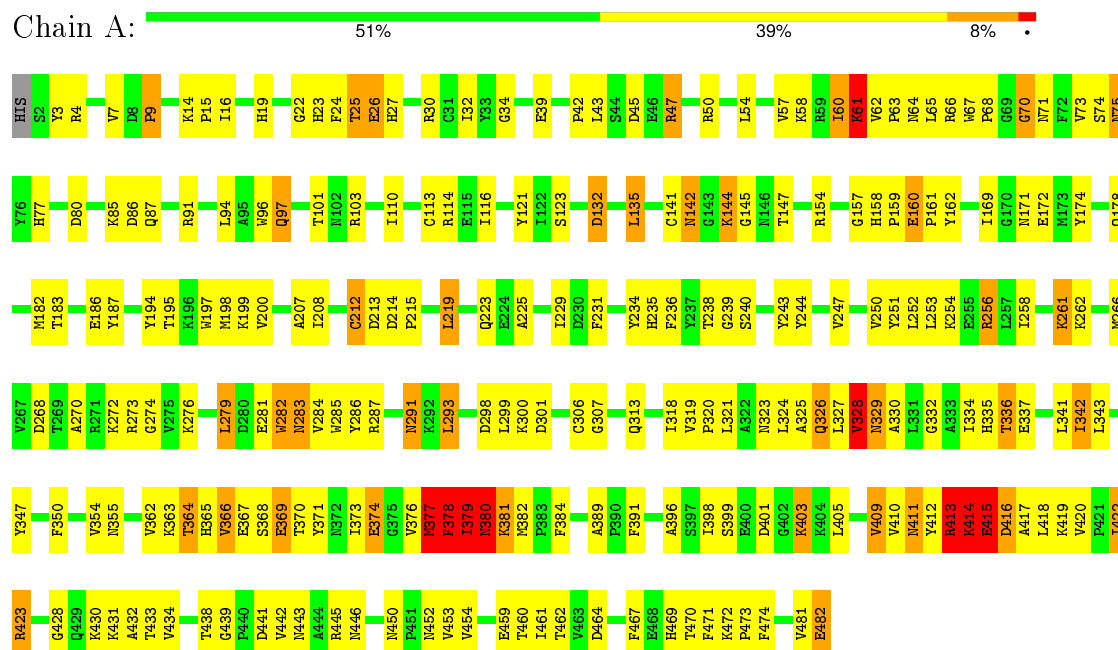 Chain A:
51% 39% 8% •
HIS S2 Y3 R4 V7 D8 P9 K14 P15 I16 H19 G22 H23 F24 T25 E26 H27 R30 C31 I32 Y33 G34 E39 P42 L43 S44 D45 E46 R47 R50 L54 V57 K58 R59 I60 K61 V62 P63 N64 L65 R66 W67 P68 G69 G70 N71 F72 V73 S74 N75
Y76 H77 D80 K85 D86 Q87 R91 L94 A95 W96 Q97 T101 N102 R103 I110 C113 R114 E115 I116 Y121 I122 S123 D132 L135 C141 N142 G143 K144 G145 N146 T147 R154 G157 H158 P159 E160 P161 Y162 I169 G170 N171 E172 M173 Y174 Q178
M182 T183 E186 Y187 Y194 T195 K196 W197 M198 K199 V200 A207 I208 C212 D213 D214 P215 L219 Q223 E224 A225 I229 D230 F231 Y234 H235 F236 Y237 T238 G239 S240 Y243 Y244 V247 V250 Y251 L252 L253 K254 E255 R256 L257 I258 K261 K262 M266
V267 D268 T269 A270 R271 K272 R273 G274 V275 K276 L279 D280 E281 W282 N283 V284 W285 Y286 R287 N291 K292 L293 D298 L299 K300 D301 C306 G307 Q313 I318 V319 P320 L321 A322 N323 L324 A325 Q326 L327 V328 N329 A330 L331 G332 A333 I334 H335 T336 E337 L341 I342 L343
Y347 F350 V354 N355 V362 K363 T364 H365 V366 E367 S368 E369 T370 Y371 N372 I373 E374 G375 V376 M377 F378 I379 N380 K381 M382 P383 F384 A389 P390 F391 A396 S397 I398 S399 E400 D401 G402 K403 K404 L405 V409 V410 N411 Y412 R413 K414 E415 D416 A417 L418 K419 V420 P421 I422
R423 G428 Q429 K430 K431 A432 T433 V434 T438 G439 P440 D441 V442 N443 A444 R445 N446 N450 P451 N452 V453 V454 E459 T460 I461 T462 V463 D464 F467 E468 H469 T470 F471 K472 P473 F474 V481 E482